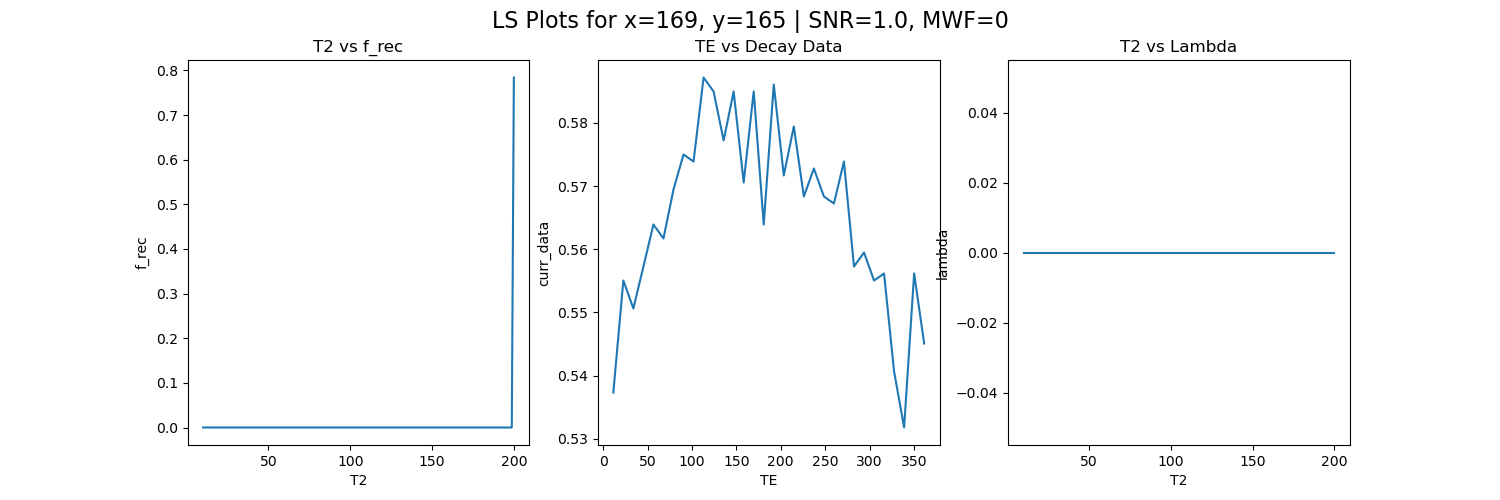 LS Plots for x=169, y=165 | SNR=1.0, MWF=0
T2 vs f_rec
0.8
0.7
0.6
0.5
0.4
0.3
0.2
0.1
0.0
f_rec
50 100 150 200
T2
TE vs Decay Data
0.58
0.57
0.56
0.55
0.54
0.53
curr_data
0 50 100 150 200 250 300 350
TE
T2 vs Lambda
0.04
0.02
0.00
−0.02
−0.04
lambda
50 100 150 200
T2